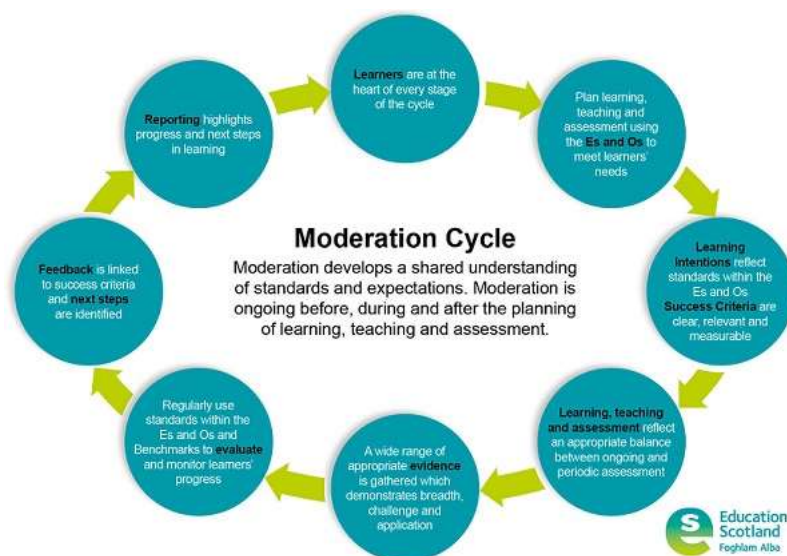 Learners are at the
heart of every stage
of the cycle
Plan learning,
teaching and
assessment using
the Es and Os to
meet learners'
needs
Learning
Intentions reflect
standards within the
Es and Os
Success Criteria are
clear, relevant and
measurable
Learning, teaching
and assessment reflect
an appropriate balance
between ongoing and
periodic assessment
A wide range of
appropriate evidence
is gathered which
demonstrates breadth,
challenge and
application
Regularly use
standards within the
Es and Os and
Benchmarks to evaluate
and monitor learners'
progress
Feedback is linked
to success criteria
and next steps
are identified
Reporting highlights
progress and next steps
in learning
Moderation Cycle
Moderation develops a shared understanding
of standards and expectations. Moderation is
ongoing before, during and after the planning
of learning, teaching and assessment.
Education
Scotland
Foghlam Alba